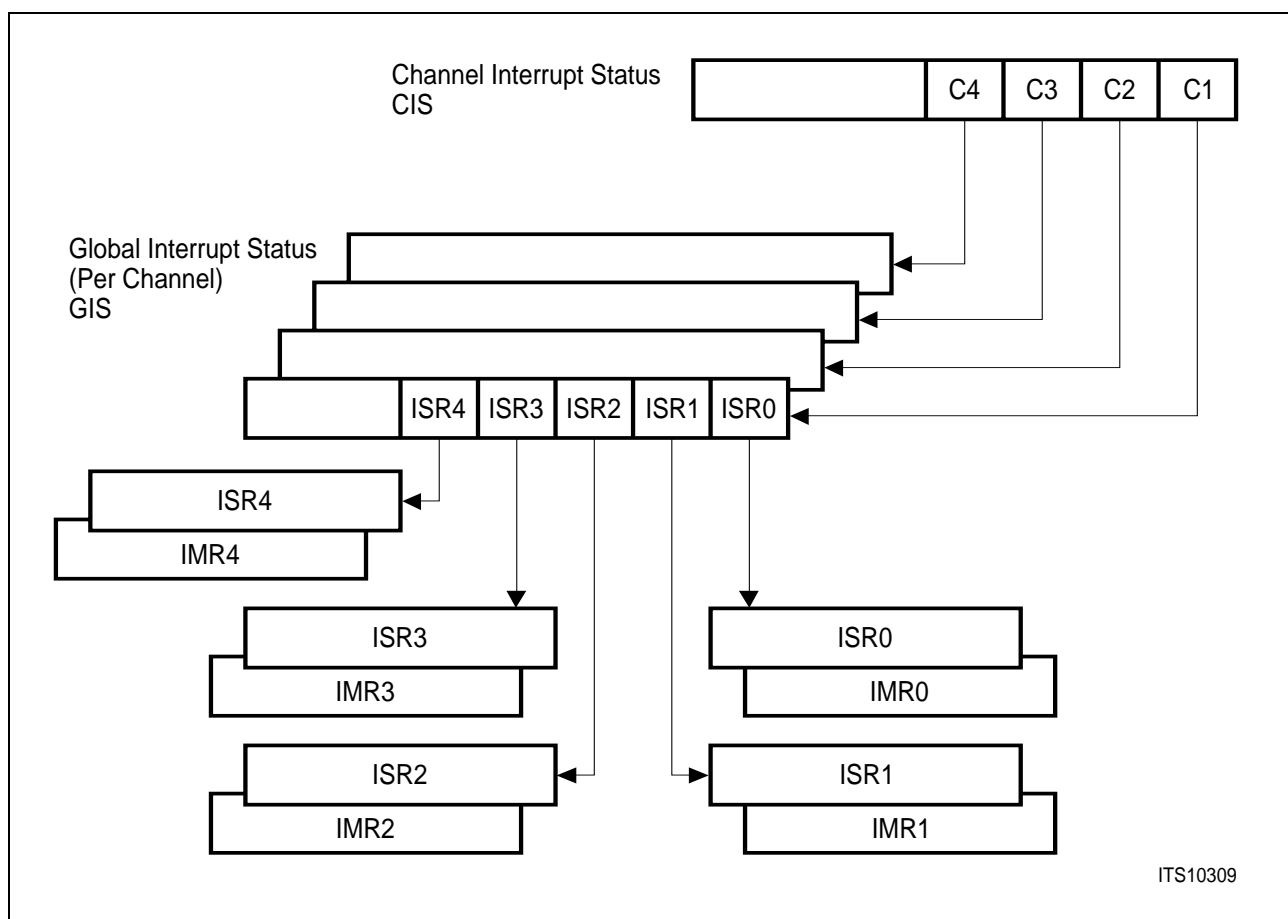 Channel Interrupt Status
CIS
C4 C3 C2 C1
Global Interrupt Status
(Per Channel)
GIS
ISR4 ISR3 ISR2 ISR1 ISR0
ISR4
IMR4
ISR3
IMR3
ISR0
IMR0
ISR2
IMR2
ISR1
IMR1
ITS10309